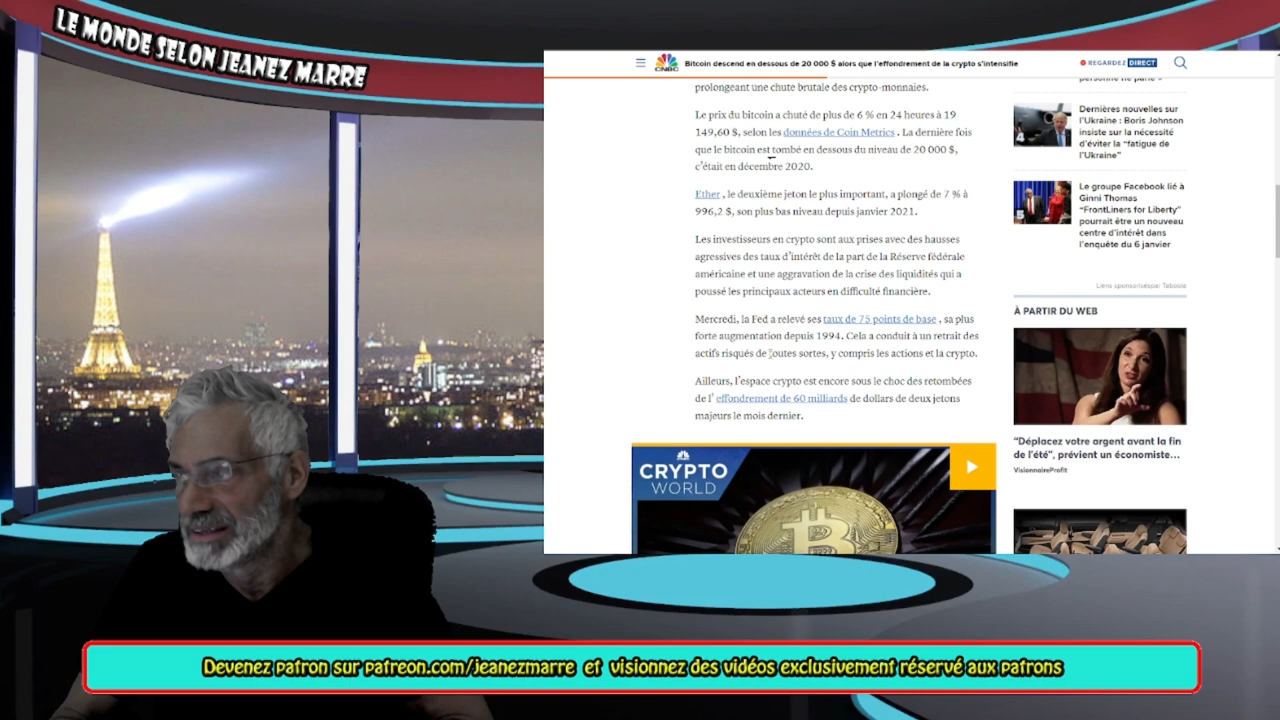 LE MONDE SELON JEANEZ MARRE
CNBC
Bitcoin descend en dessous de 20 000 $ alors que l'effondrement de la crypto s'intensifie
REGARDEZ DIRECT
prolongeant une chute brutale des crypto-monnaies.
Le prix du bitcoin a chuté de plus de 6 % en 24 heures à 19
149,60 $, selon les données de Coin Metrics . La dernière fois
que le bitcoin est tombé en dessous du niveau de 20 000 $,
c'était en décembre 2020.
Ether , le deuxième jeton le plus important, a plongé de 7 % à
996,2 $, son plus bas niveau depuis janvier 2021.
Les investisseurs en crypto sont aux prises avec des hausses
agressives des taux d'intérêt de la part de la Réserve fédérale
américaine et une aggravation de la crise des liquidités qui a
poussé les principaux acteurs en difficulté financière.
Mercredi, la Fed a relevé ses taux de 75 points de base , sa plus
forte augmentation depuis 1994. Cela a conduit à un retrait des
actifs risqués de toutes sortes, y compris les actions et la crypto.
Ailleurs, l'espace crypto est encore sous le choc des retombées
de l' effondrement de 60 milliards de dollars de deux jetons
majeurs le mois dernier.
CRYPTO
WORLD
personne ne parle »
4
Dernières nouvelles sur
l'Ukraine : Boris Johnson
insiste sur la nécessité
d'éviter la "fatigue de
l'Ukraine"
5
Le groupe Facebook lié à
Ginni Thomas
"FrontLiners for Liberty"
pourrait être un nouveau
centre d'intérêt dans
l'enquête du 6 janvier
Liens sponsoriséspar Taboola
À PARTIR DU WEB
"Déplacez votre argent avant la fin
de l'été", prévient un économiste...
VisionnaireProfit
Devenez patron sur patreon.com/jeanezmarre et visionnez des vidéos exclusivement réservé aux patrons